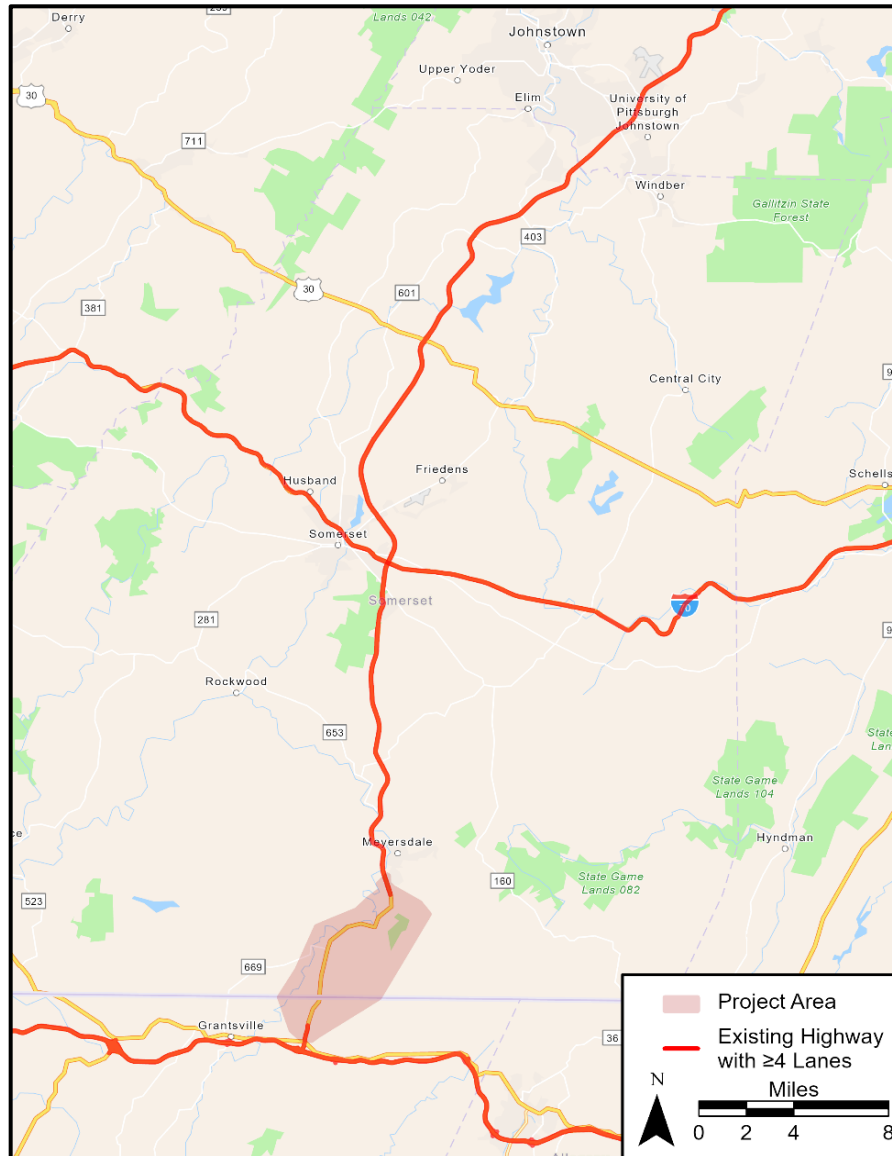 Derry
Lands 042
Johnstown
Upper Yoder
30
Elim
University of
Pittsburgh
Johnstown
711
Windber
Gallitzin State
Forest
403
30
601
381
Central City
Friedens
Schells
Husband
Somerset
Somerset
281
Rockwood
653
State Game
Lands 104
Meyersdale
Hyndman
ce
State Game
Lands 082
160
523
669
Grantsville
36
Project Area
Existing Highway
with ≥4 Lanes
N
Miles
0 2 4 8